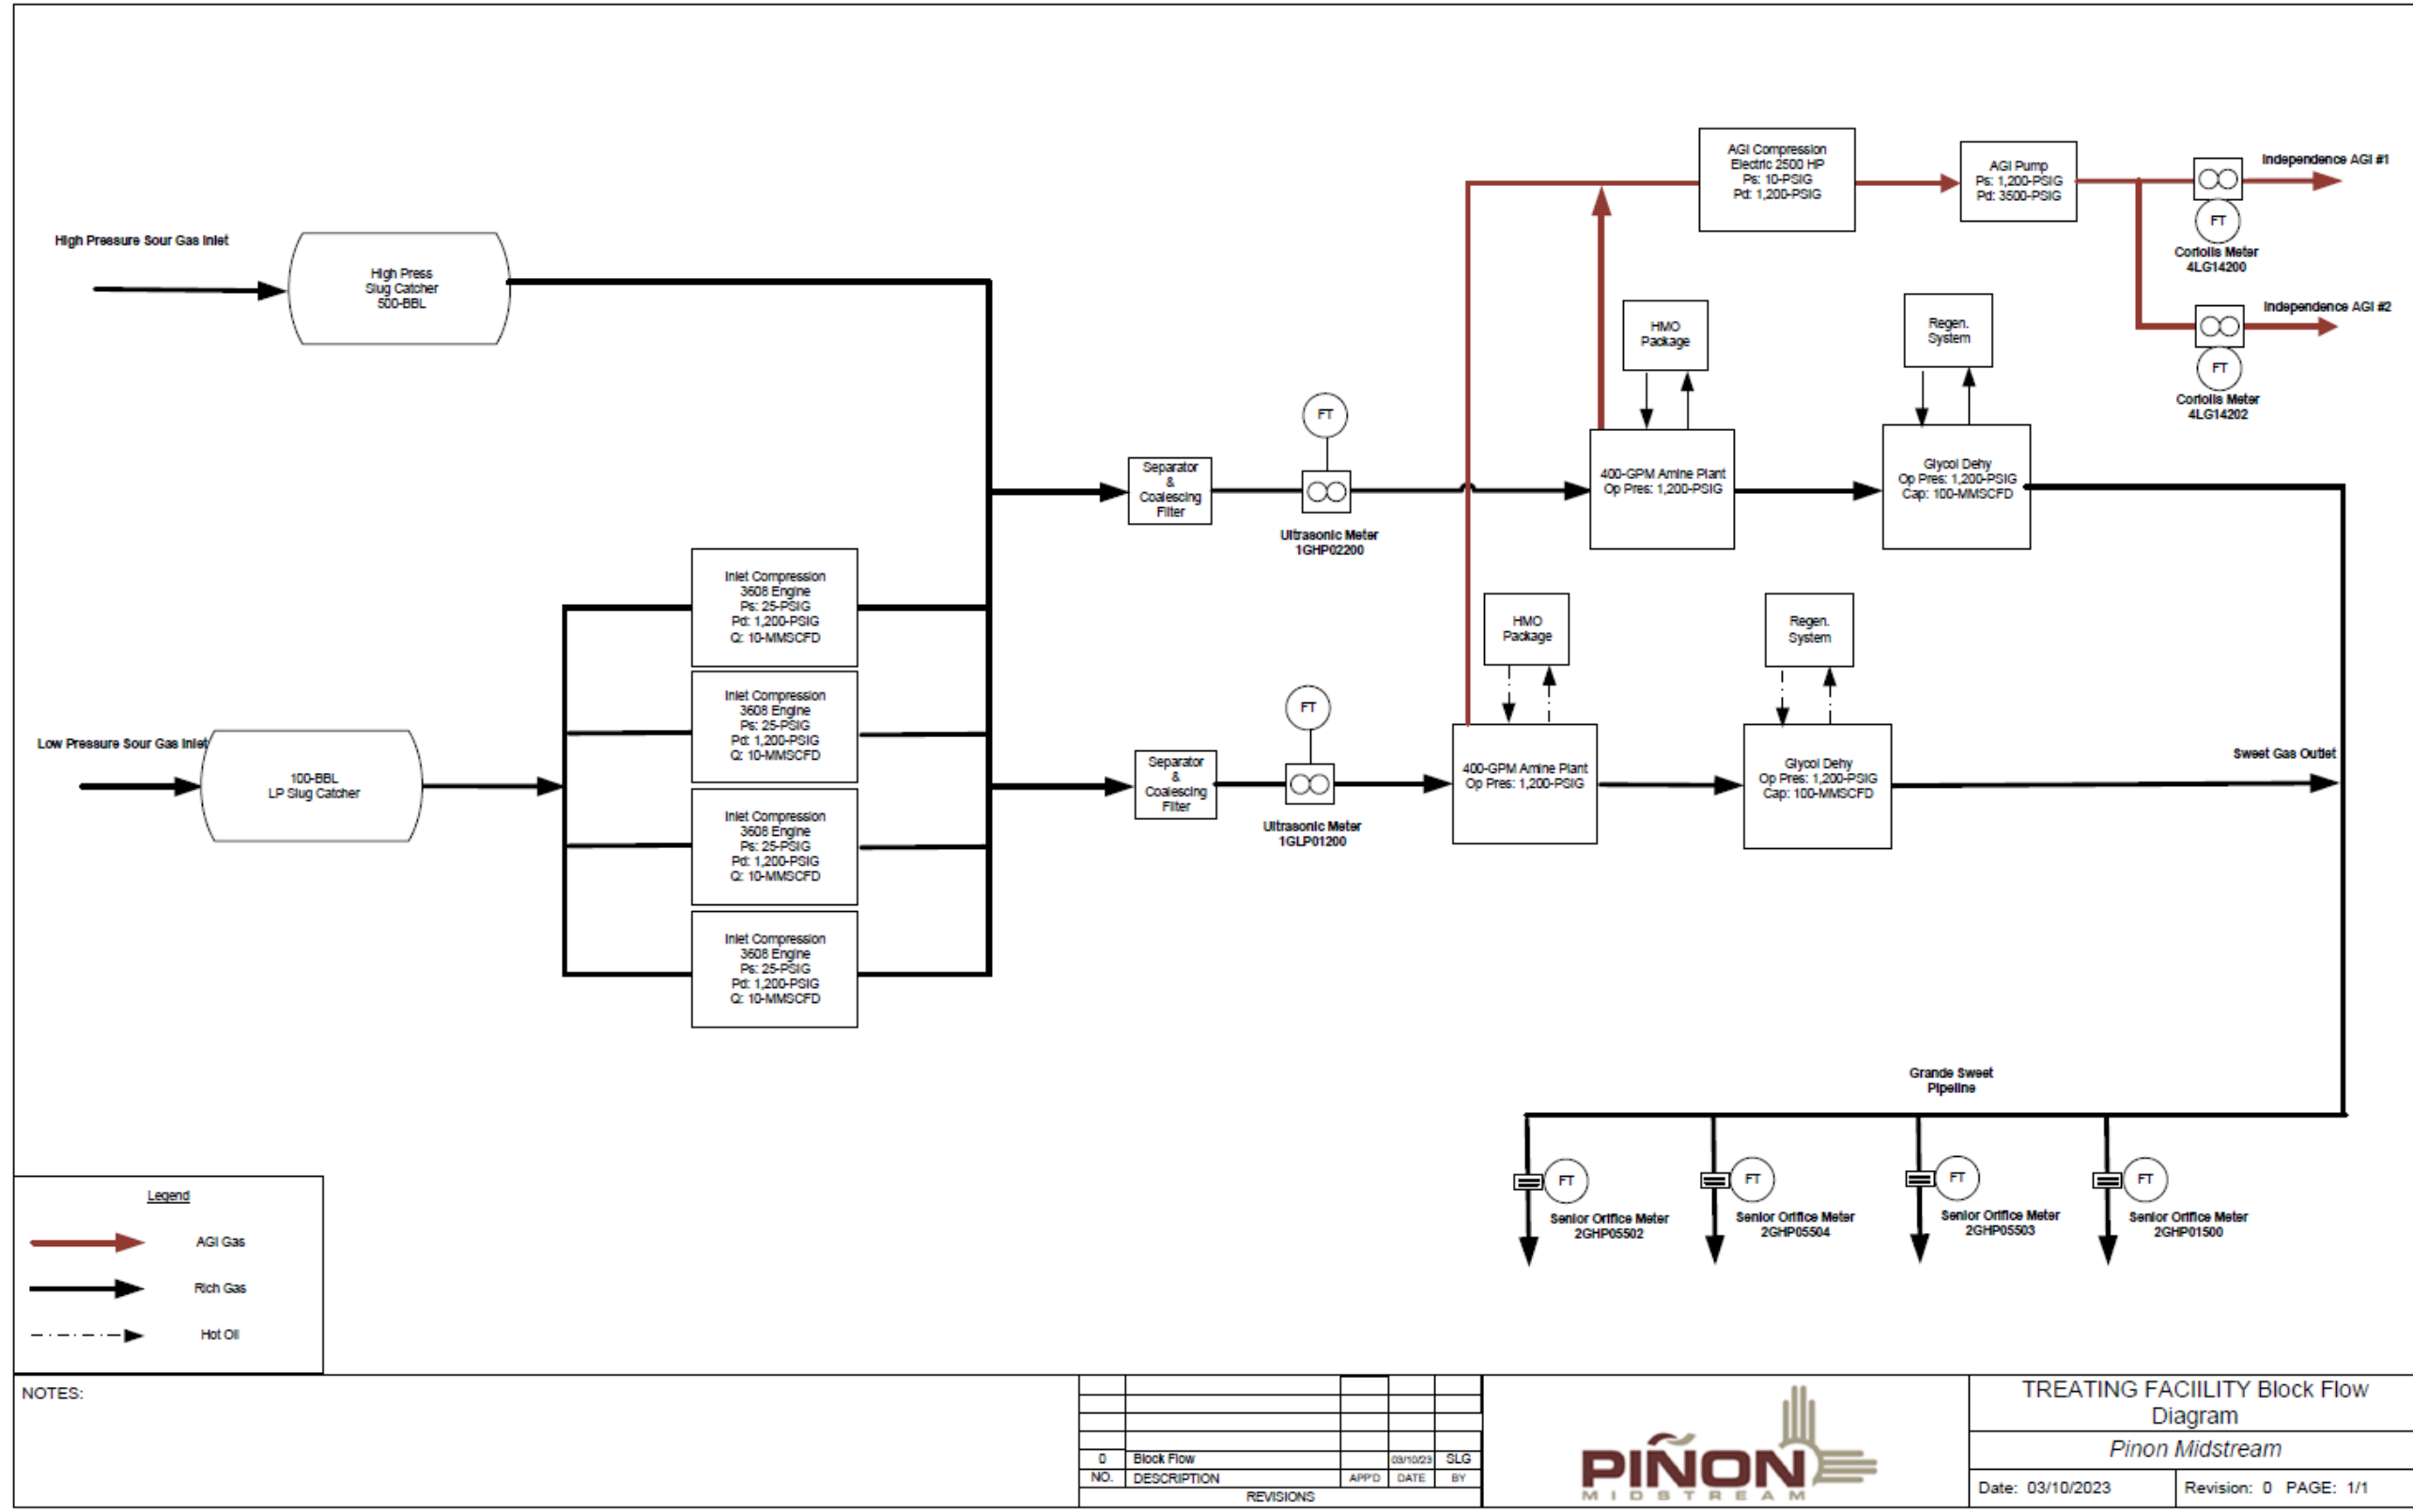 High Pressure Sour Gas Inlet
High Press
Slug Catcher
500-BBL
Low Pressure Sour Gas Inlet
100-BBL
LP Slug Catcher
Inlet Compression
3608 Engine
Ps: 25-PSIG
Pd: 1,200-PSIG
Q: 10-MMSCFD
Inlet Compression
3608 Engine
Ps: 25-PSIG
Pd: 1,200-PSIG
Q: 10-MMSCFD
Inlet Compression
3608 Engine
Ps: 25-PSIG
Pd: 1,200-PSIG
Q: 10-MMSCFD
Inlet Compression
3608 Engine
Ps: 25-PSIG
Pd: 1,200-PSIG
Q: 10-MMSCFD
Separator
&
Coalescing
Filter
FT
Ultrasonic Meter
1GHP02200
Separator
&
Coalescing
Filter
FT
Ultrasonic Meter
1GLP01200
AGI Compression
Electric 2500 HP
Ps: 10-PSIG
Pd: 1,200-PSIG
AGI Pump
Ps: 1,200-PSIG
Pd: 3500-PSIG
Independence AGI #1
FT
Coriolis Meter
4LG14200
Independence AGI #2
FT
Coriolis Meter
4LG14202
HMO
Package
Regen.
System
400-GPM Amine Plant
Op Pres: 1,200-PSIG
Glycol Dehy
Op Pres: 1,200-PSIG
Cap: 100-MMSCFD
HMO
Package
Regen.
System
400-GPM Amine Plant
Op Pres: 1,200-PSIG
Glycol Dehy
Op Pres: 1,200-PSIG
Cap: 100-MMSCFD
Sweet Gas Outlet
Grande Sweet
Pipeline
FT
Senior Orifice Meter
2GHP05502
FT
Senior Orifice Meter
2GHP05504
FT
Senior Orifice Meter
2GHP05503
FT
Senior Orifice Meter
2GHP01500
Legend
AGI Gas
Rich Gas
Hot Oil
NOTES:
0 Block Flow 03/10/23 SLG
NO. DESCRIPTION APP'D DATE BY
REVISIONS
PIÑON
MIDSTREAM
TREATING FACIILITY Block Flow
Diagram
Pinon Midstream
Date: 03/10/2023 Revision: 0 PAGE: 1/1